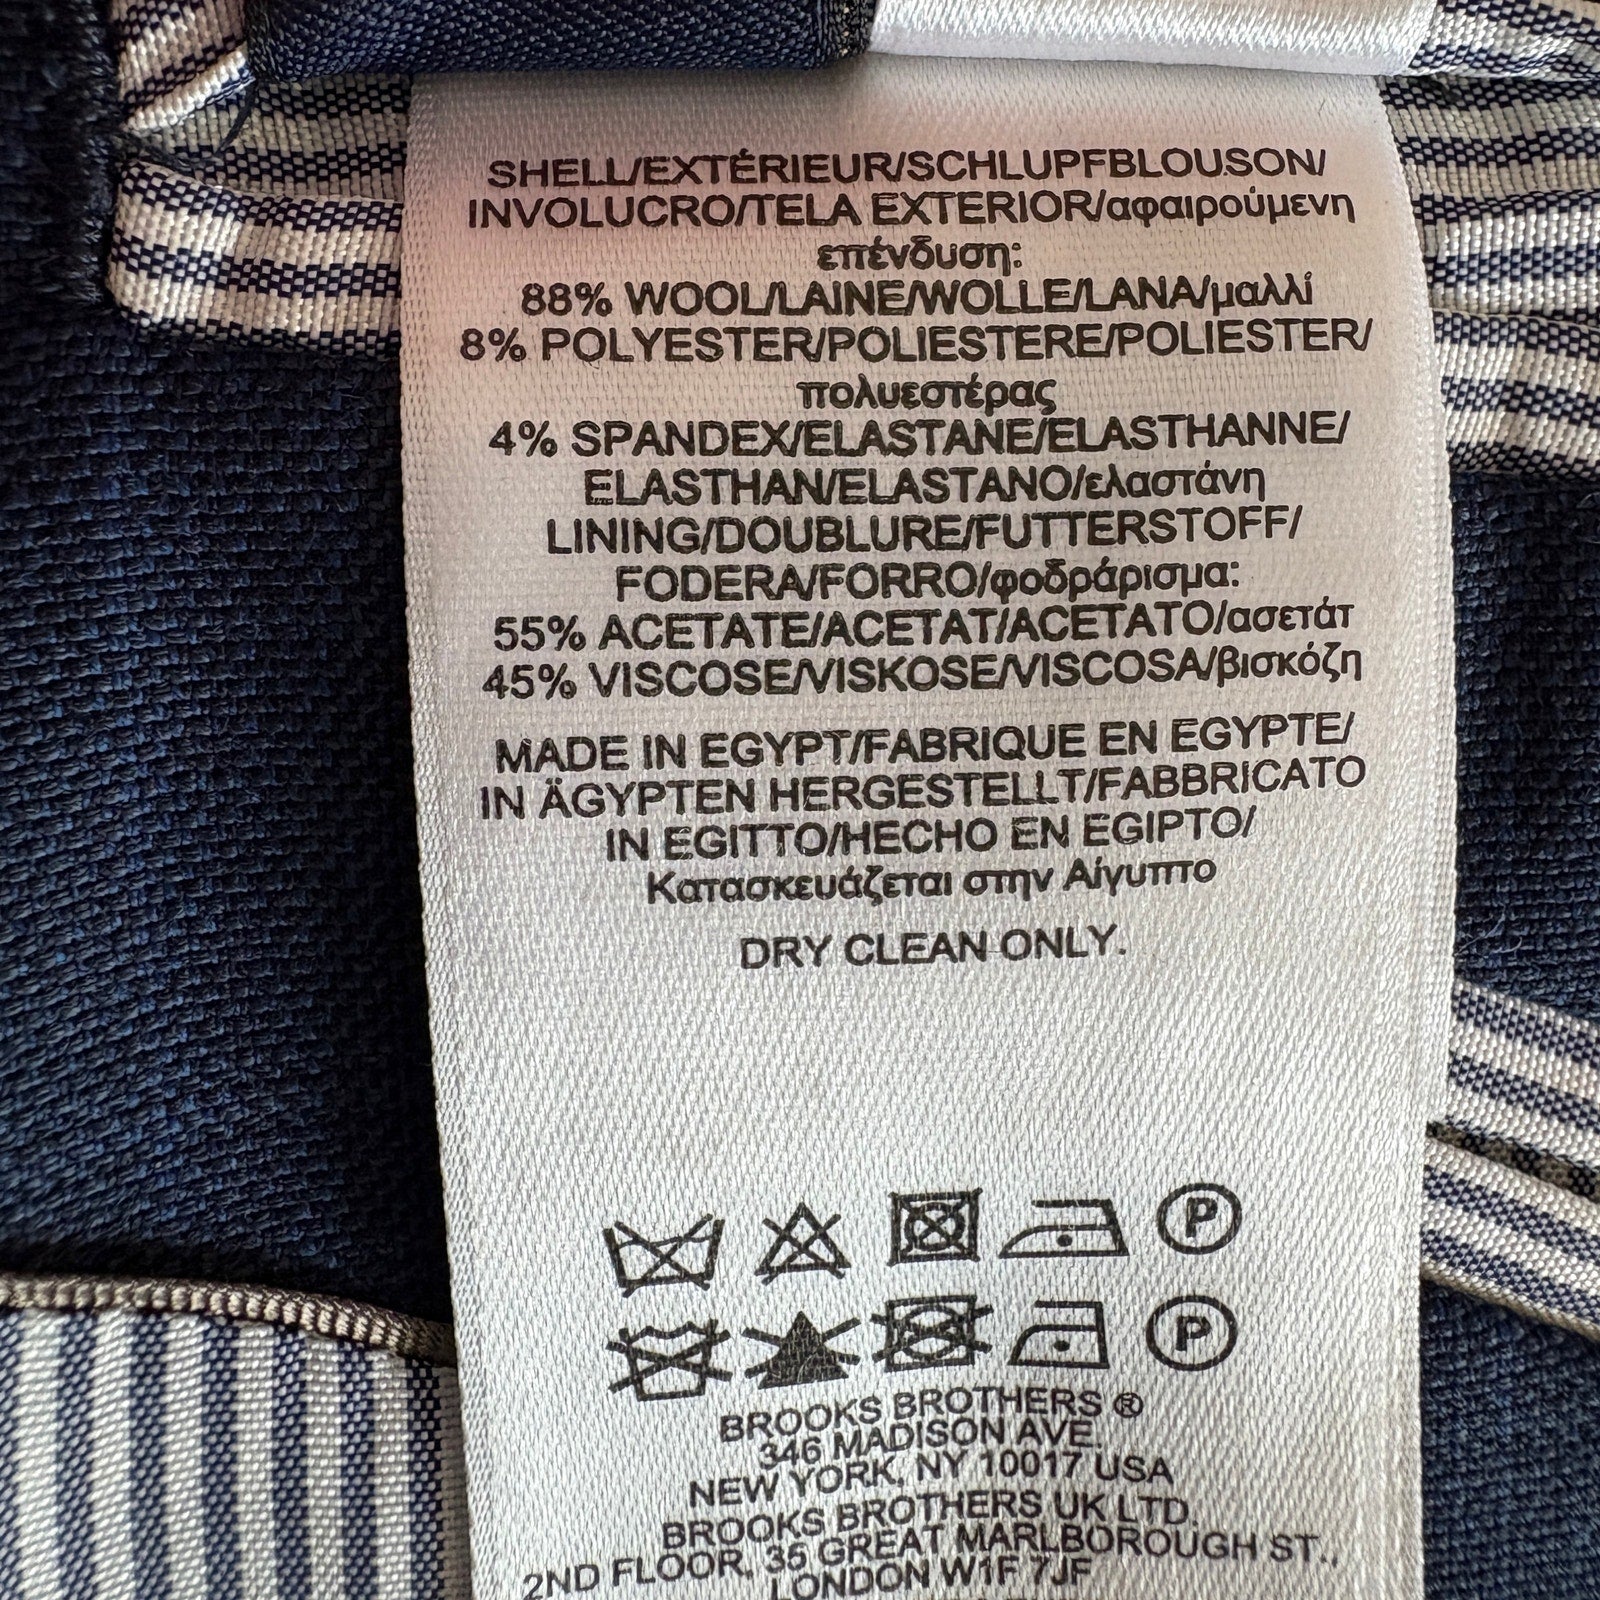 SHELL/EXTÉRIEUR/SCHLUPFBLOUSON/
INVOLUCRO/TELA EXTERIOR/αφαιρούμενη
επένδυση:
88% WOOL/LAINE/WOLLE/LANA/μαλλί
8% POLYESTER/POLIESTERE/POLIESTER/
πολυεστέρας
4% SPANDEX/ELASTANE/ELASTHANNE/
ELASTHAN/ELASTANO/ελαστάνη
LINING/DOUBLURE/FUTTERSTOFF/
FODERA/FORRO/φοδράρισμα:
55% ACETATE/ACETAT/ACETATO/ασετάτ
45% VISCOSE/VISKOSE/VISCOSA/βισκόζη
MADE IN EGYPT/FABRIQUE EN EGYPTE/
IN ÄGYPTEN HERGESTELLT/FABBRICATO
IN EGITTO/HECHO EN EGIPTO/
Κατασκευάζεται στην Αίγυπτο
DRY CLEAN ONLY.
P
P
BROOKS BROTHERS ®
346 MADISON AVE.
NEW YORK, NY 10017 USA
BROOKS BROTHERS UK LTD.
2ND FLOOR, 35 GREAT MARLBOROUGH ST.,
LONDON W1F 7JF